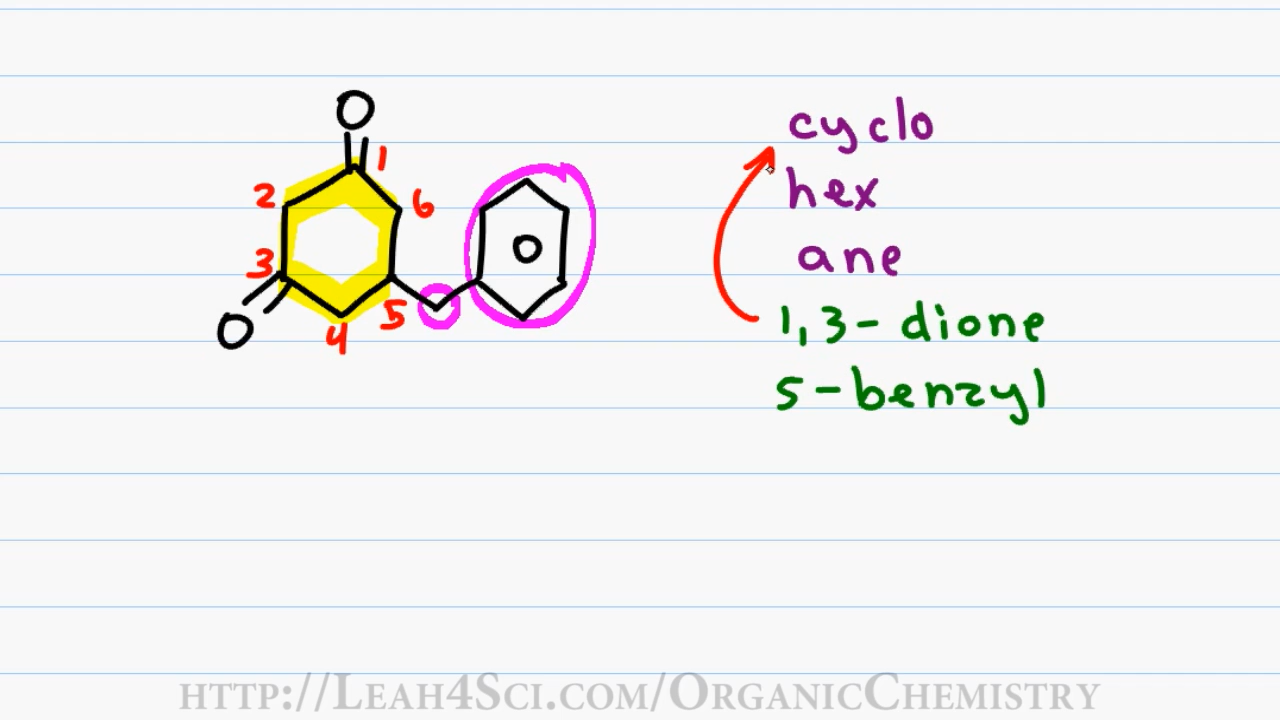 O
1
2
6
3
5
4
O
cyclo
hex
ane
1,3- dione
5-benzyl
HTTP://LEAH4SCI.COM/ORGANICCHEMISTRY